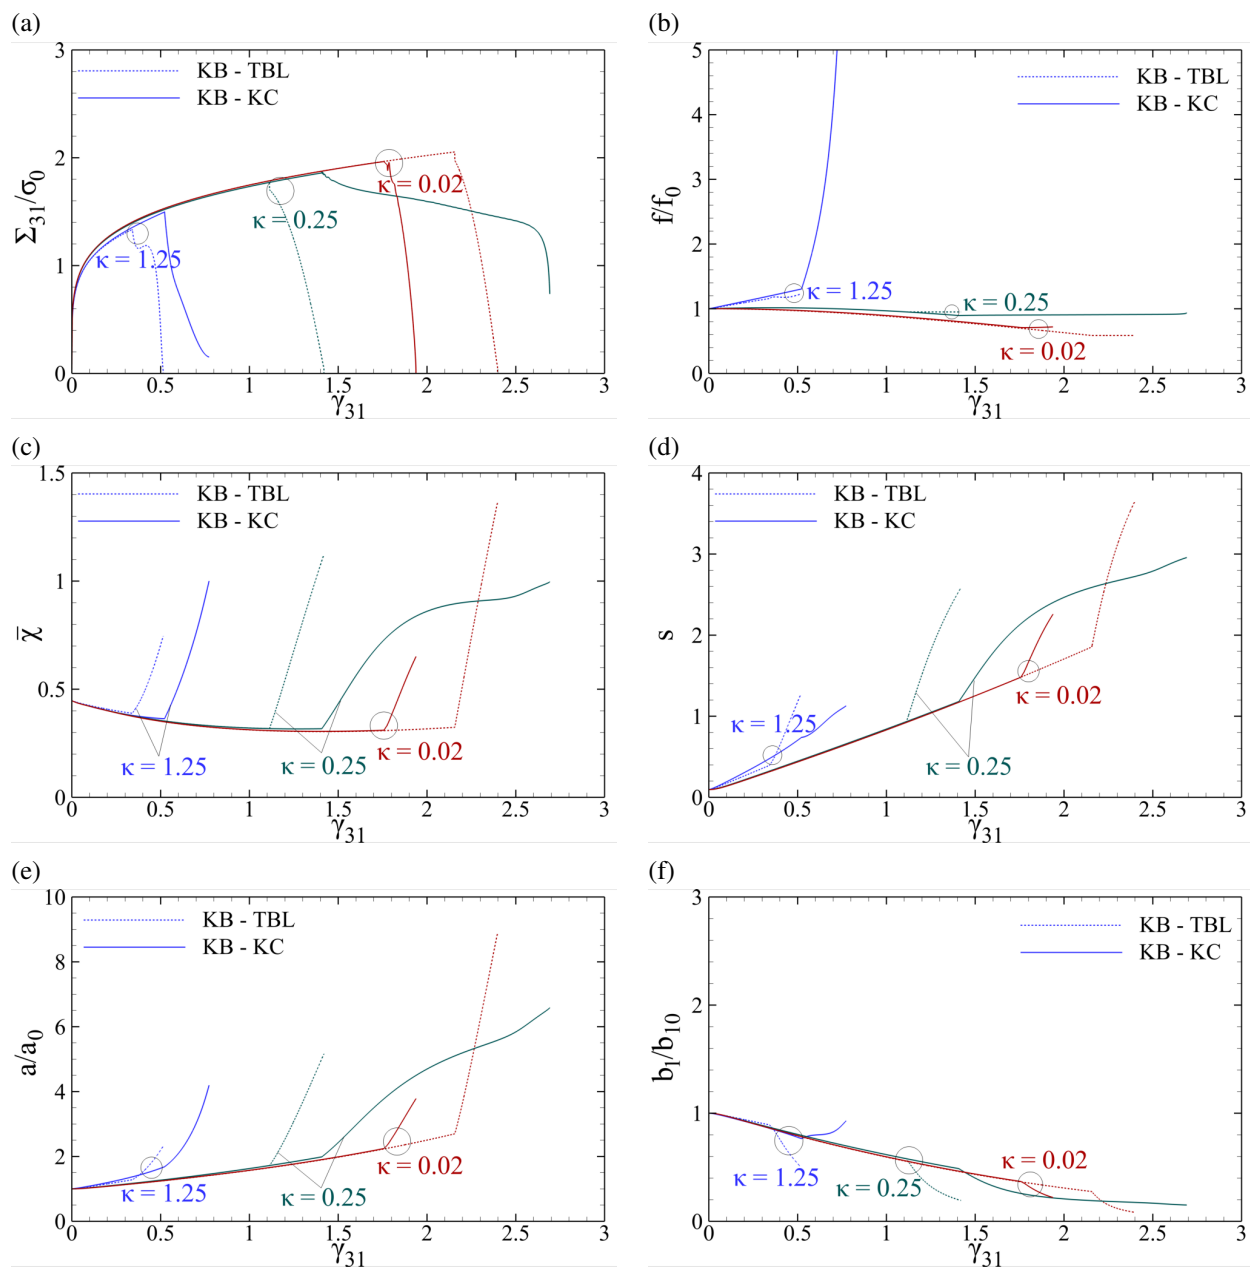 (a)
3
2
1
0
Σ31/σ0
KB - TBL
KB - KC
κ = 0.02
κ = 0.25
κ = 1.25
0 0.5 1 1.5 2 2.5 3
γ31
(b)
5
4
3
2
1
0
f/f0
KB - TBL
KB - KC
κ = 1.25
κ = 0.25
κ = 0.02
0 0.5 1 1.5 2 2.5 3
γ31
(c)
1.5
1
0.5
0
χ̄
KB - TBL
KB - KC
κ = 1.25
κ = 0.25
κ = 0.02
0 0.5 1 1.5 2 2.5 3
γ31
(d)
4
3
2
1
0
s
KB - TBL
KB - KC
κ = 0.02
κ = 1.25
κ = 0.25
0 0.5 1 1.5 2 2.5 3
γ31
(e)
10
8
6
4
2
0
a/a0
KB - TBL
KB - KC
κ = 0.02
κ = 1.25
κ = 0.25
0 0.5 1 1.5 2 2.5 3
γ31
(f)
3
2
1
0
b1/b10
KB - TBL
KB - KC
κ = 0.02
κ = 1.25
κ = 0.25
0 0.5 1 1.5 2 2.5 3
γ31